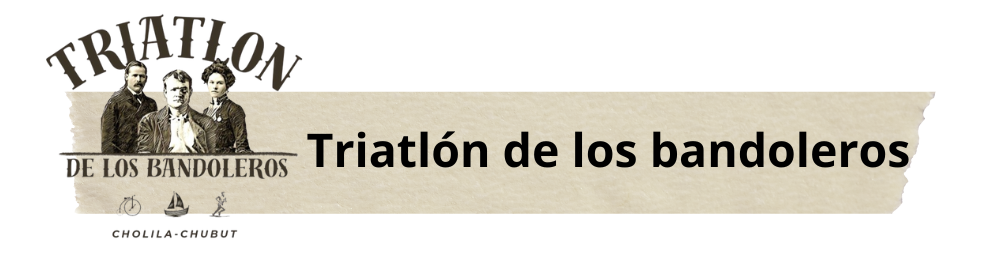 TRIATLON
DE LOS BANDOLEROS
CHOLILA-CHUBUT
Triatlón de los bandoleros